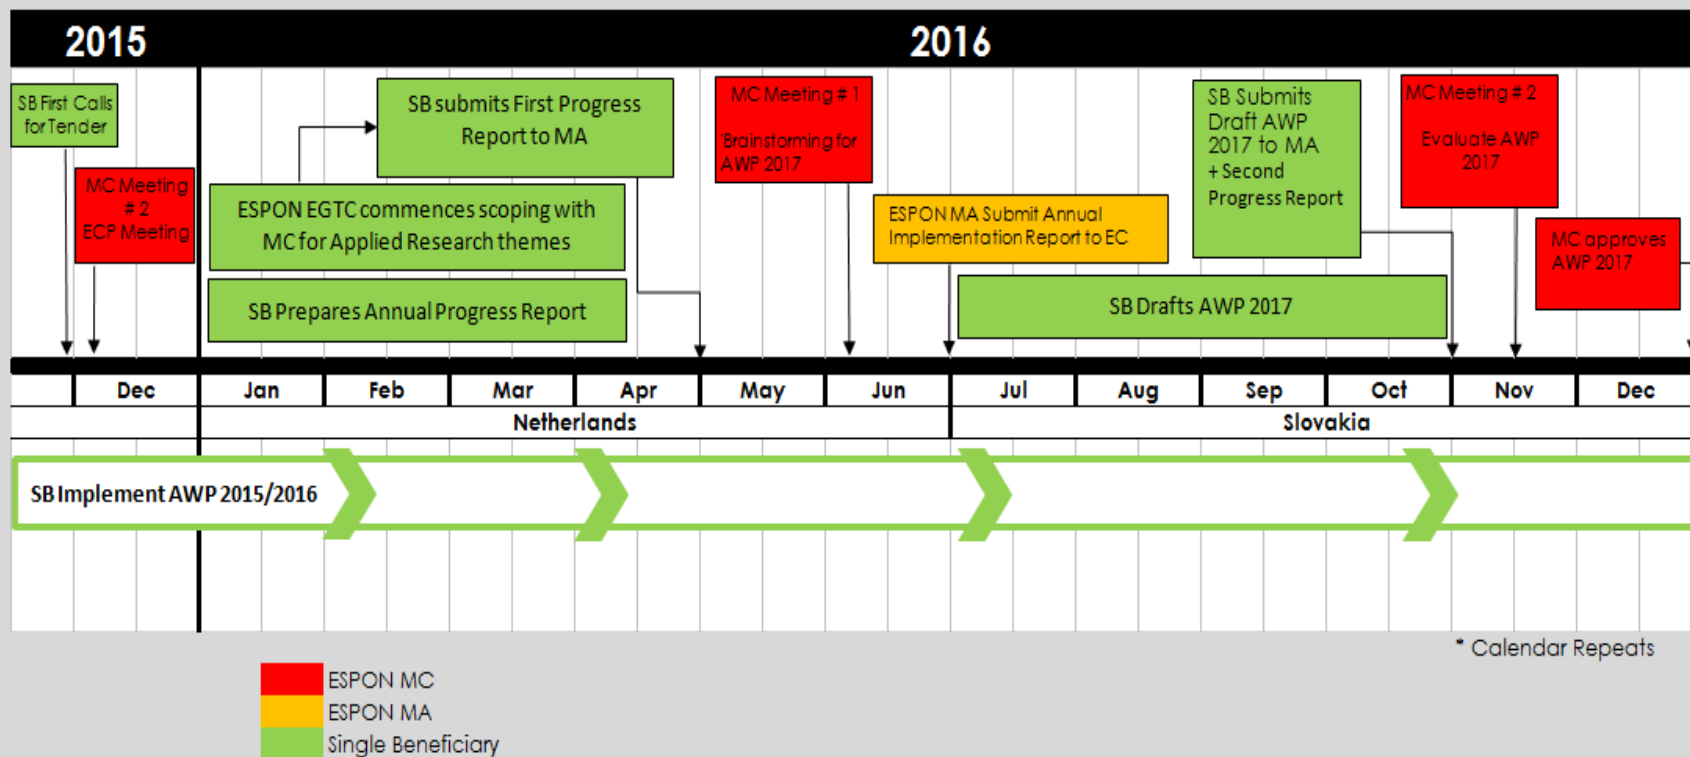 2015
2016
SB First Calls
for Tender
MC Meeting
# 2
ECP Meeting
SB submits First Progress
Report to MA
ESPON EGTC commences scoping with
MC for Applied Research themes
SB Prepares Annual Progress Report
MC Meeting # 1
'Brainstorming for
AWP 2017
ESPON MA Submit Annual
Implementation Report to EC
SB Submits
Draft AWP
2017 to MA
+ Second
Progress Report
SB Drafts AWP 2017
MC Meeting # 2
Evaluate AWP
2017
MC approves
AWP 2017
Dec Jan Feb Mar Apr May Jun Jul Aug Sep Oct Nov Dec
Netherlands Slovakia
SB Implement AWP 2015/2016
* Calendar Repeats
ESPON MC
ESPON MA
Single Beneficiary